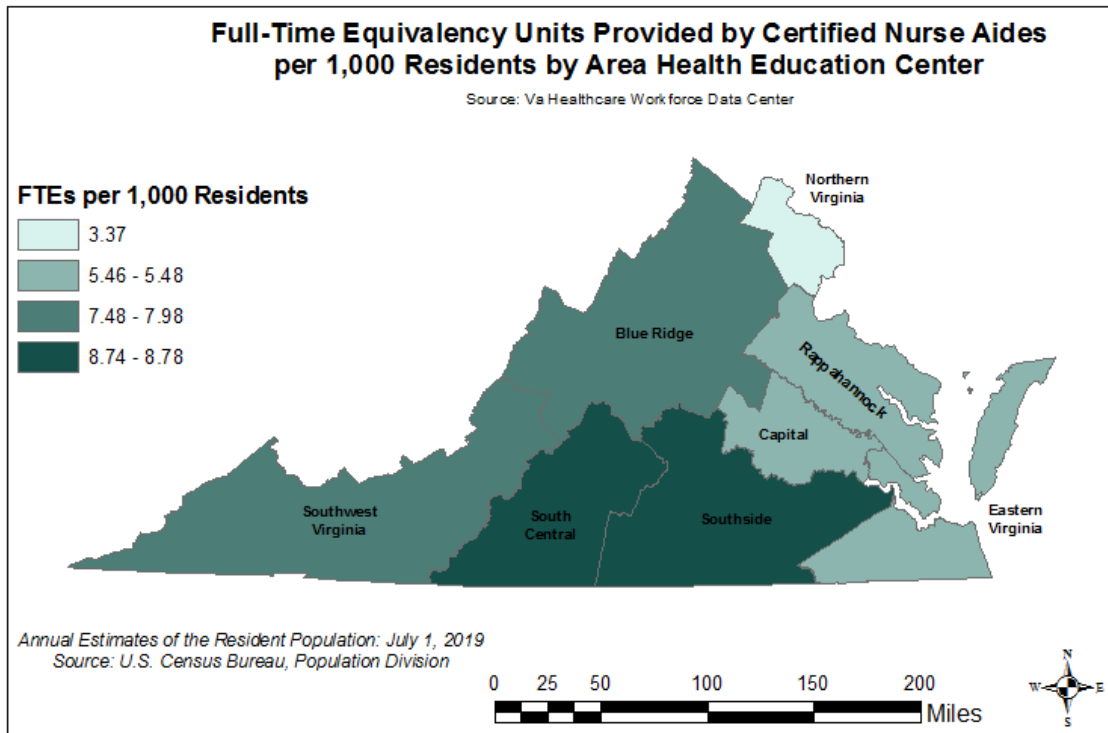 Full-Time Equivalency Units Provided by Certified Nurse Aides
per 1,000 Residents by Area Health Education Center
Source: Va Healthcare Workforce Data Center
FTEs per 1,000 Residents
3.37
5.46 - 5.48
7.48 - 7.98
8.74 - 8.78
Northern
Virginia
Blue Ridge
Rappahannock
Capital
Southwest
Virginia
South
Central
Southside
Eastern
Virginia
Annual Estimates of the Resident Population: July 1, 2019
Source: U.S. Census Bureau, Population Division
0 25 50 100 150 200
Miles
N
W E
S